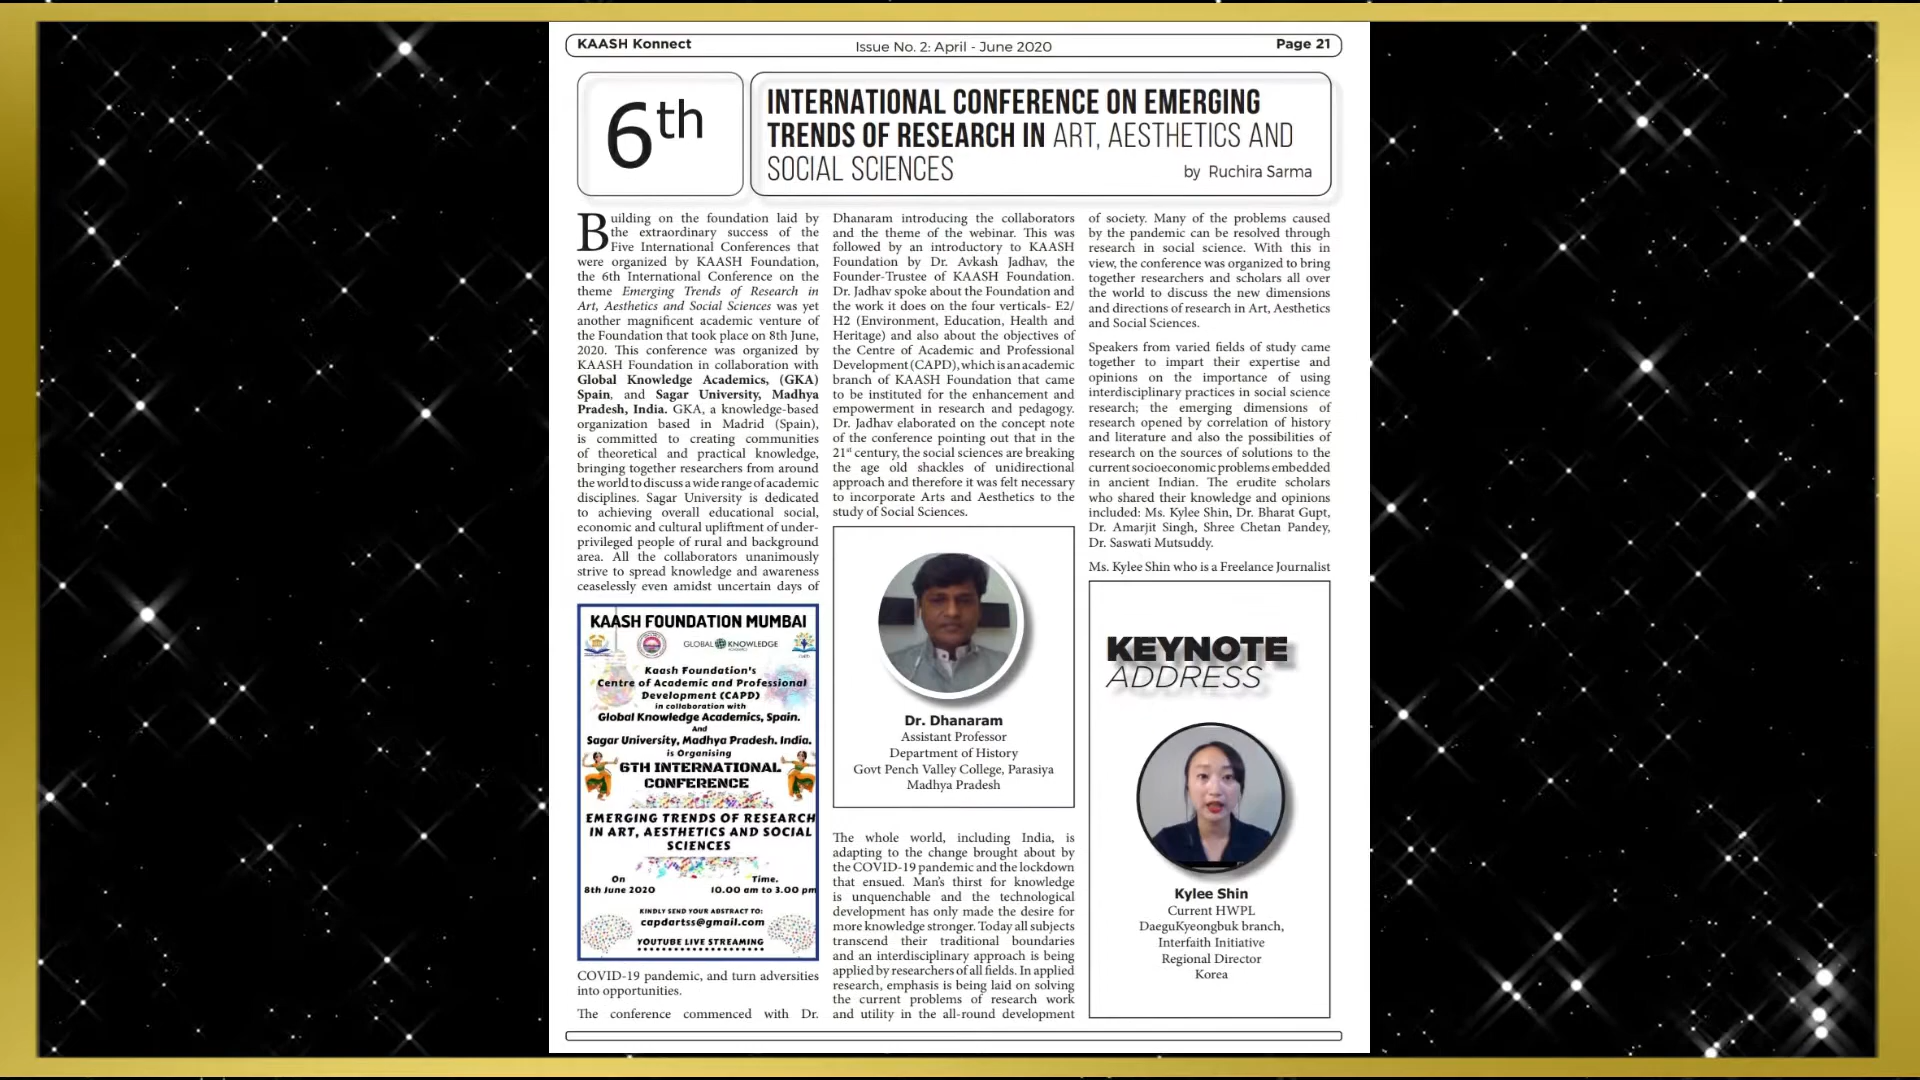 KAASH Konnect
Issue No. 2: April - June 2020
Page 21
6th
INTERNATIONAL CONFERENCE ON EMERGING
TRENDS OF RESEARCH IN ART, AESTHETICS AND
SOCIAL SCIENCES
by Ruchira Sarma
Building on the foundation laid by
the extraordinary success of the
Five International Conferences that
were organized by KAASH Foundation,
the 6th International Conference on the
theme Emerging Trends of Research in
Art, Aesthetics and Social Sciences was yet
another magnificent academic venture of
the Foundation that took place on 8th June,
2020. This conference was organized by
KAASH Foundation in collaboration with
Global Knowledge Academics, (GKA)
Spain, and Sagar University, Madhya
Pradesh, India. GKA, a knowledge-based
organization based in Madrid (Spain),
is committed to creating communities
of theoretical and practical knowledge,
bringing together researchers from around
the world to discuss a wide range of academic
disciplines. Sagar University is dedicated
to achieving overall educational social,
economic and cultural upliftment of under-
privileged people of rural and background
area. All the collaborators unanimously
strive to spread knowledge and awareness
ceaselessly even amidst uncertain days of
KAASH FOUNDATION MUMBAI
GLOBAL KNOWLEDGE
Kaash Foundation's
Centre of Academic and Professional
Development (CAPD)
in collaboration with
Global Knowledge Academics, Spain.
And
Sagar University, Madhya Pradesh. India.
is Organising
6TH INTERNATIONAL
CONFERENCE
EMERGING TRENDS OF RESEARCH
IN ART, AESTHETICS AND SOCIAL
SCIENCES
On
8th June 2020
Time.
10.00 am to 3.00 pm
KINDLY SEND YOUR ABSTRACT TO:
capdartss@gmail.com
YOUTUBE LIVE STREAMING
COVID-19 pandemic, and turn adversities
into opportunities.
The conference commenced with Dr.
Dhanaram introducing the collaborators
and the theme of the webinar. This was
followed by an introductory to KAASH
Foundation by Dr. Avkash Jadhav, the
Founder-Trustee of KAASH Foundation.
Dr. Jadhav spoke about the Foundation and
the work it does on the four verticals- E2/
H2 (Environment, Education, Health and
Heritage) and also about the objectives of
the Centre of Academic and Professional
Development (CAPD), which is an academic
branch of KAASH Foundation that came
to be instituted for the enhancement and
empowerment in research and pedagogy.
Dr. Jadhav elaborated on the concept note
of the conference pointing out that in the
21st century, the social sciences are breaking
the age old shackles of unidirectional
approach and therefore it was felt necessary
to incorporate Arts and Aesthetics to the
study of Social Sciences.
Dr. Dhanaram
Assistant Professor
Department of History
Govt Pench Valley College, Parasiya
Madhya Pradesh
The whole world, including India, is
adapting to the change brought about by
the COVID-19 pandemic and the lockdown
that ensued. Man's thirst for knowledge
is unquenchable and the technological
development has only made the desire for
more knowledge stronger. Today all subjects
transcend their traditional boundaries
and an interdisciplinary approach is being
applied by researchers of all fields. In applied
research, emphasis is being laid on solving
the current problems of research work
and utility in the all-round development
of society. Many of the problems caused
by the pandemic can be resolved through
research in social science. With this in
view, the conference was organized to bring
together researchers and scholars all over
the world to discuss the new dimensions
and directions of research in Art, Aesthetics
and Social Sciences.
Speakers from varied fields of study came
together to impart their expertise and
opinions on the importance of using
interdisciplinary practices in social science
research; the emerging dimensions of
research opened by correlation of history
and literature and also the possibilities of
research on the sources of solutions to the
current socioeconomic problems embedded
in ancient Indian. The erudite scholars
who shared their knowledge and opinions
included: Ms. Kylee Shin, Dr. Bharat Gupt,
Dr. Amarjit Singh, Shree Chetan Pandey,
Dr. Saswati Mutsuddy.
Ms. Kylee Shin who is a Freelance Journalist
KEYNOTE
ADDRESS
Kylee Shin
Current HWPL
DaeguKyeongbuk branch,
Interfaith Initiative
Regional Director
Korea